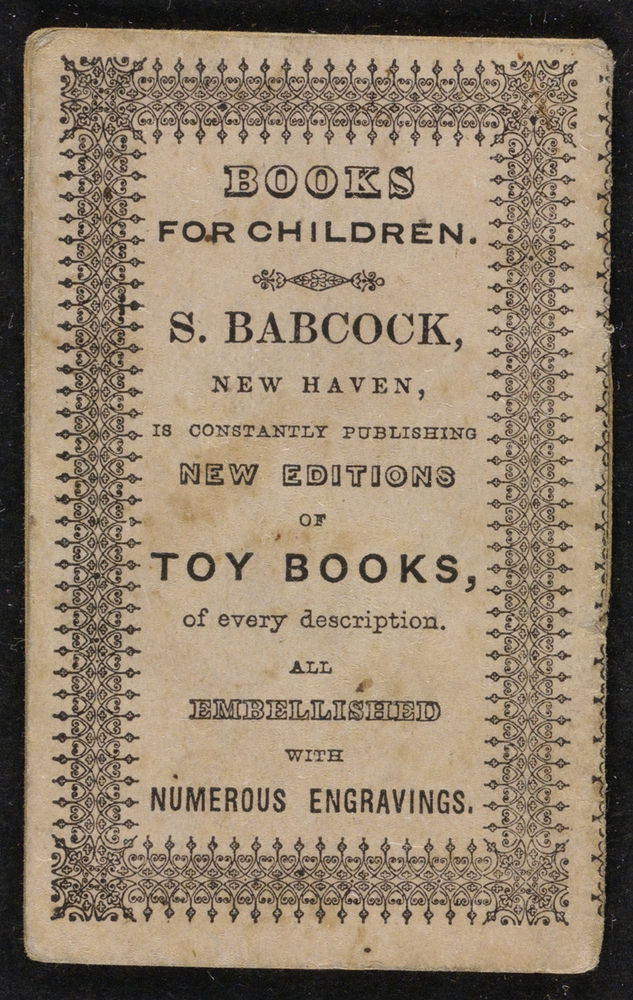 BOOKS
FOR CHILDREN.
S. BABCOCK,
NEW HAVEN,
IS CONSTANTLY PUBLISHING
NEW EDITIONS
OF
TOY BOOKS,
of every description.
ALL
EMBELLISHED
WITH
NUMEROUS ENGRAVINGS.